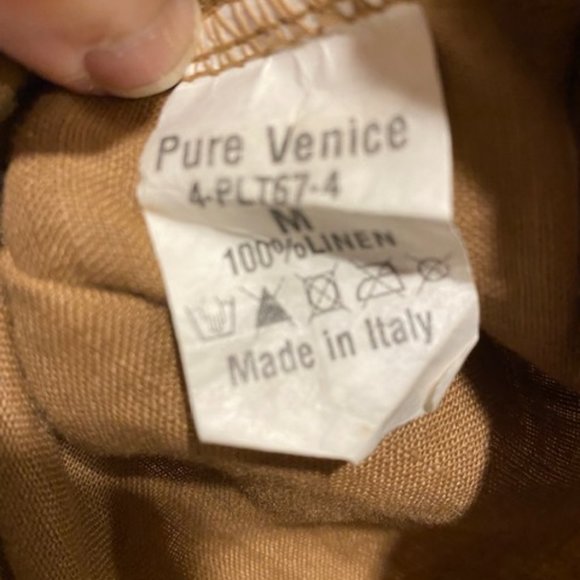 Pure Venice
4-PLT67-4
M
100%LINEN
Made in Italy